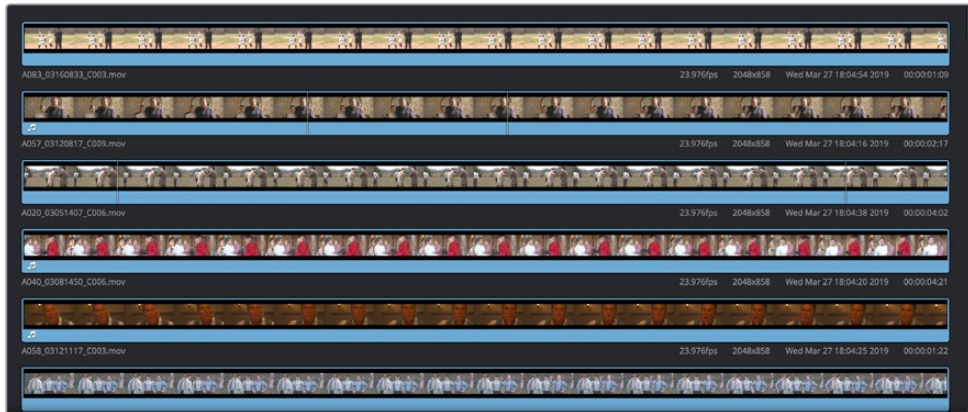 A083_03160833_C003.mov 23.976fps 2048x858 Wed Mar 27 18:04:54 2019 00:00:01:09
A057_03120817_C009.mov 23.976fps 2048x858 Wed Mar 27 18:04:16 2019 00:00:02:17
A020_03051407_C006.mov 23.976fps 2048x858 Wed Mar 27 18:04:38 2019 00:00:04:02
A040_03081450_C006.mov 23.976fps 2048x858 Wed Mar 27 18:04:20 2019 00:00:04:21
A058_03121117_C003.mov 23.976fps 2048x858 Wed Mar 27 18:04:25 2019 00:00:01:22